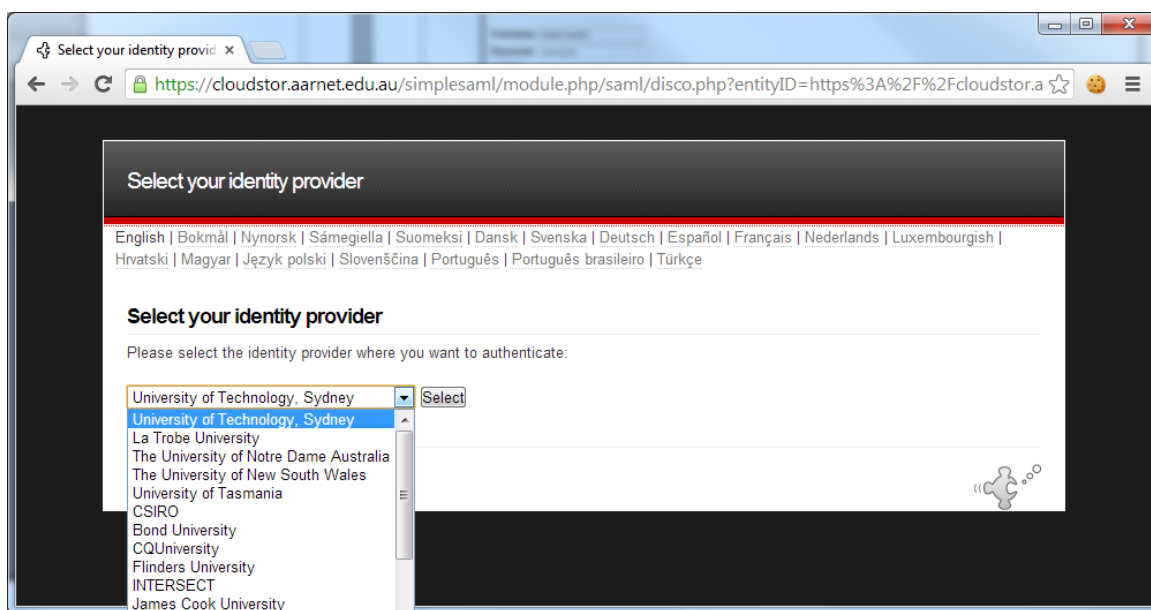 Select your identity provid
https://cloudstor.aarnet.edu.au/simplesaml/module.php/saml/disco.php?entityID=https%3A%2F%2Fcloudstor.a
Select your identity provider
English | Bokmål | Nynorsk | Sámegiella | Suomeksi | Dansk | Svenska | Deutsch | Español | Français | Nederlands | Luxembourgish |
Hrvatski | Magyar | Język polski | Slovenščina | Português | Português brasileiro | Türkçe
Select your identity provider
Please select the identity provider where you want to authenticate:
University of Technology, Sydney Select
University of Technology, Sydney
La Trobe University
The University of Notre Dame Australia
The University of New South Wales
University of Tasmania
CSIRO
Bond University
CQUniversity
Flinders University
INTERSECT
James Cook University